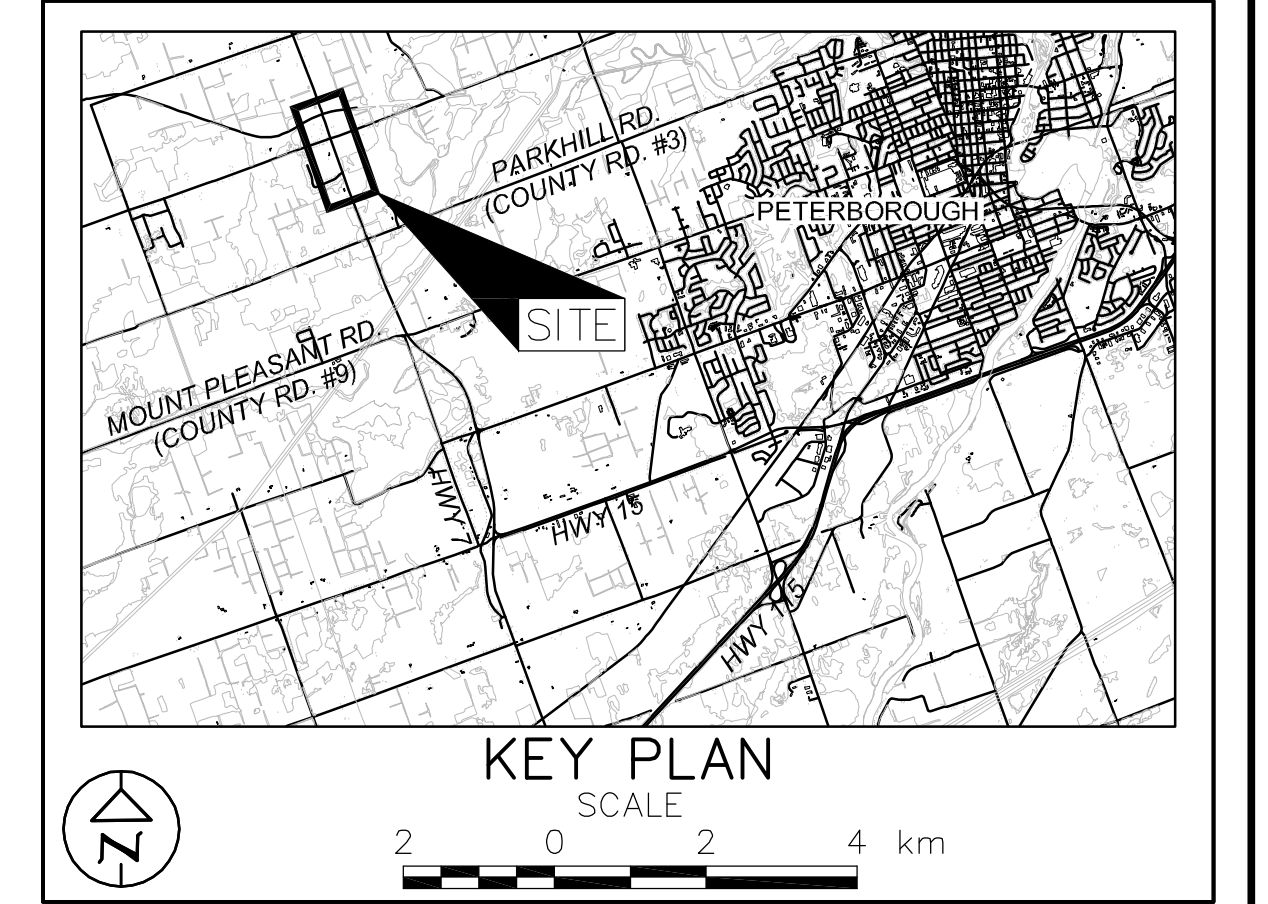 PARKHILL RD.
(COUNTY RD. #3)
PETERBOROUGH
SITE
MOUNT PLEASANT RD.
(COUNTY RD. #9)
HWY 7
HWY 15
HWY 115
KEY PLAN
SCALE
2 0 2 4 km
N